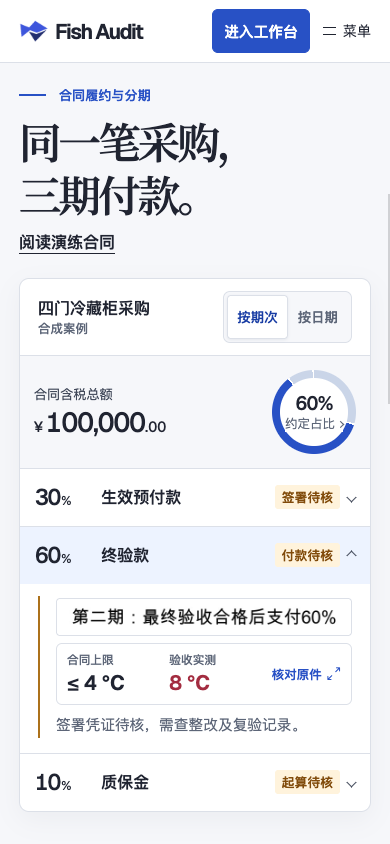 Fish Audit
进入工作台
菜单
合同履约与分期
同一笔采购,
三期付款。
阅读演练合同
四门冷藏柜采购
合成案例
按期次
按日期
合同含税总额
¥100,000.00
60%
约定占比 ›
30%
生效预付款
签署待核
60%
终验款
付款待核
第二期：最终验收合格后支付60%
合同上限
≤ 4 °C
验收实测
8 °C
核对原件
签署凭证待核，需查整改及复验记录。
10%
质保金
起算待核